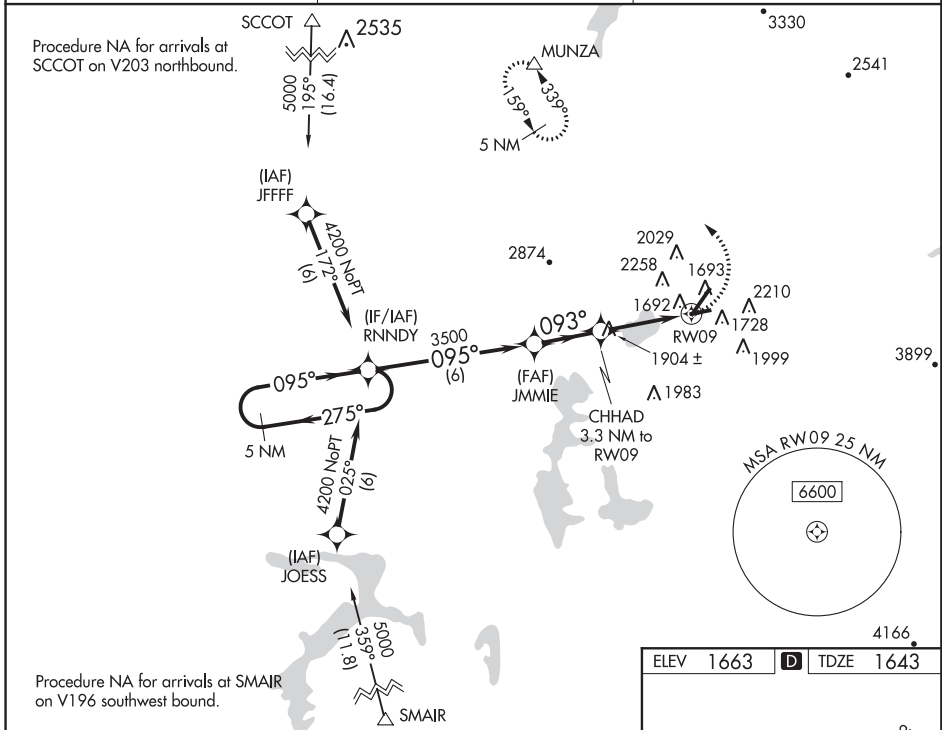 SCCOT
2535
Procedure NA for arrivals at
SCCOT on V203 northbound.
5000
195°
(16.4)
MUNZA
159°
339°
5 NM
3330
2541
(IAF)
JFFFF
4200 NoPT
172°
(6)
2874
2029
2258
1693
1692
2210
RW09
1728
1999
3899
(IF/IAF)
RNNDY
3500
095°
(6)
093°
1904 ±
(FAF)
JMMIE
1983
CHHAD
3.3 NM to
RW09
095°
275°
5 NM
4200 NoPT
025°
(6)
(IAF)
JOESS
MSA RW09 25 NM
6600
5000
359°
(11.8)
SMAIR
Procedure NA for arrivals at SMAIR
on V196 southwest bound.
4166
ELEV 1663 D TDZE 1643